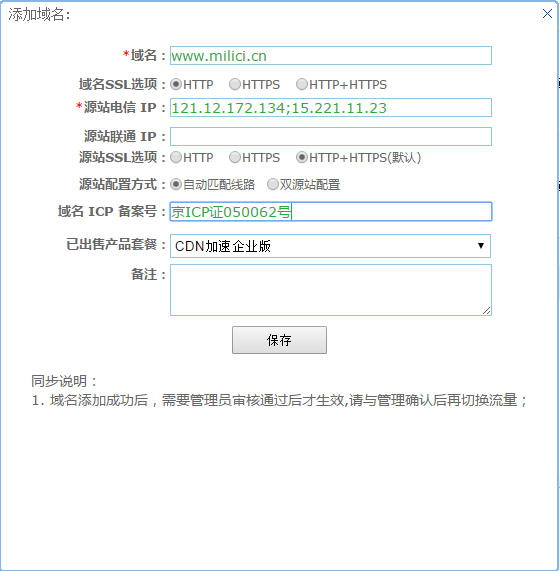 添加域名:
*域名： www.milici.cn
域名SSL选项： HTTP HTTPS HTTP+HTTPS
*源站电信 IP： 121.12.172.134;15.221.11.23
源站联通 IP：
源站SSL选项： HTTP HTTPS HTTP+HTTPS(默认)
源站配置方式： 自动匹配线路 双源站配置
域名 ICP 备案号： 京ICP证050062号
已出售产品套餐： CDN加速企业版
备注：
保存
同步说明：
1. 域名添加成功后，需要管理员审核通过后才生效,请与管理确认后再切换流量；